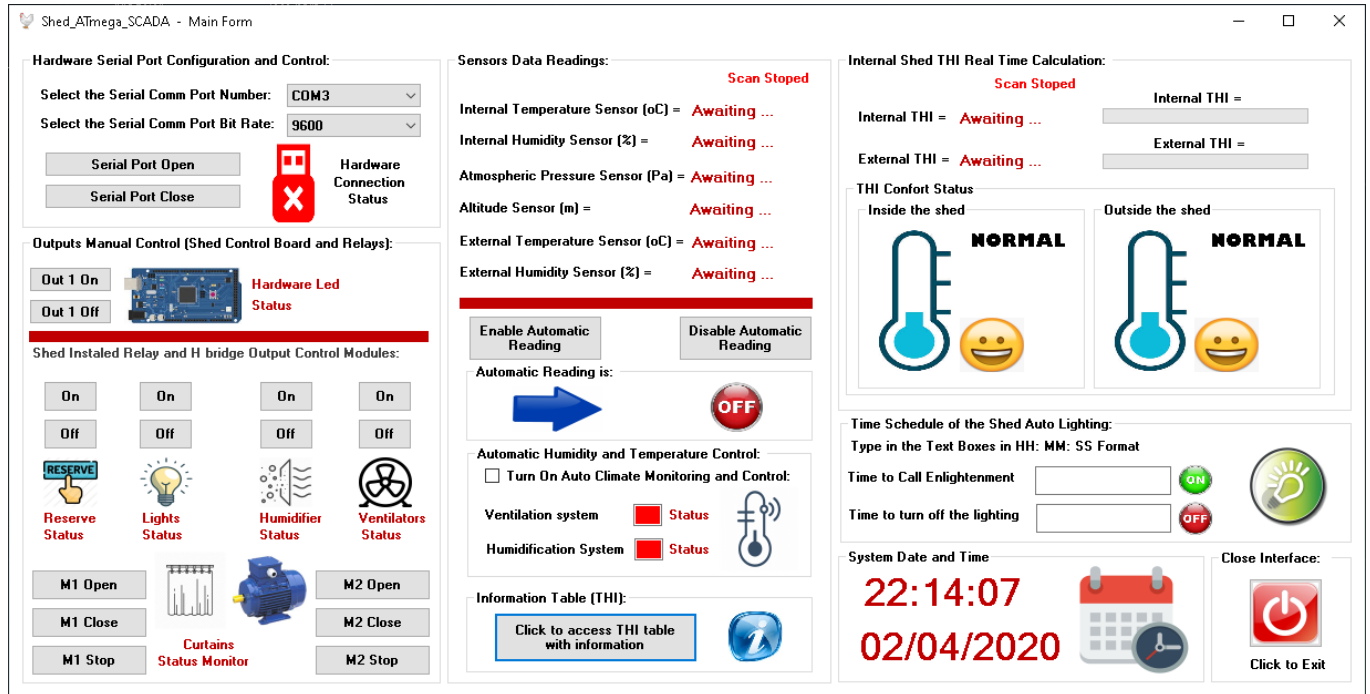 Shed_ATmega_SCADA - Main Form
Hardware Serial Port Configuration and Control:
Select the Serial Comm Port Number:
COM3
Select the Serial Comm Port Bit Rate:
9600
Serial Port Open
Serial Port Close
Hardware
Connection
Status
Outputs Manual Control (Shed Control Board and Relays):
Out 1 On
Out 1 Off
Hardware Led
Status
Shed Instaled Relay and H bridge Output Control Modules:
On
On
On
On
Off
Off
Off
Off
RESERVE
Reserve
Status
Lights
Status
Humidifier
Status
Ventilators
Status
M1 Open
M1 Close
M1 Stop
Curtains
Status Monitor
M2 Open
M2 Close
M2 Stop
Sensors Data Readings:
Scan Stoped
Internal Temperature Sensor (oC) = Awaiting ...
Internal Humidity Sensor (%) = Awaiting ...
Atmospheric Pressure Sensor (Pa) = Awaiting ...
Altitude Sensor (m) = Awaiting ...
External Temperature Sensor (oC) = Awaiting ...
External Humidity Sensor (%) = Awaiting ...
Enable Automatic
Reading
Disable Automatic
Reading
Automatic Reading is:
OFF
Automatic Humidity and Temperature Control:
Turn On Auto Climate Monitoring and Control:
Ventilation system
Status
Humidification System
Status
Information Table (THI):
Click to access THI table
with information
Internal Shed THI Real Time Calculation:
Scan Stoped
Internal THI = Awaiting ...
Internal THI =
External THI = Awaiting ...
External THI =
THI Confort Status
Inside the shed
NORMAL
Outside the shed
NORMAL
Time Schedule of the Shed Auto Lighting:
Type in the Text Boxes in HH: MM: SS Format
Time to Call Enlightenment
ON
Time to turn off the lighting
OFF
System Date and Time
22:14:07
02/04/2020
Close Interface:
Click to Exit